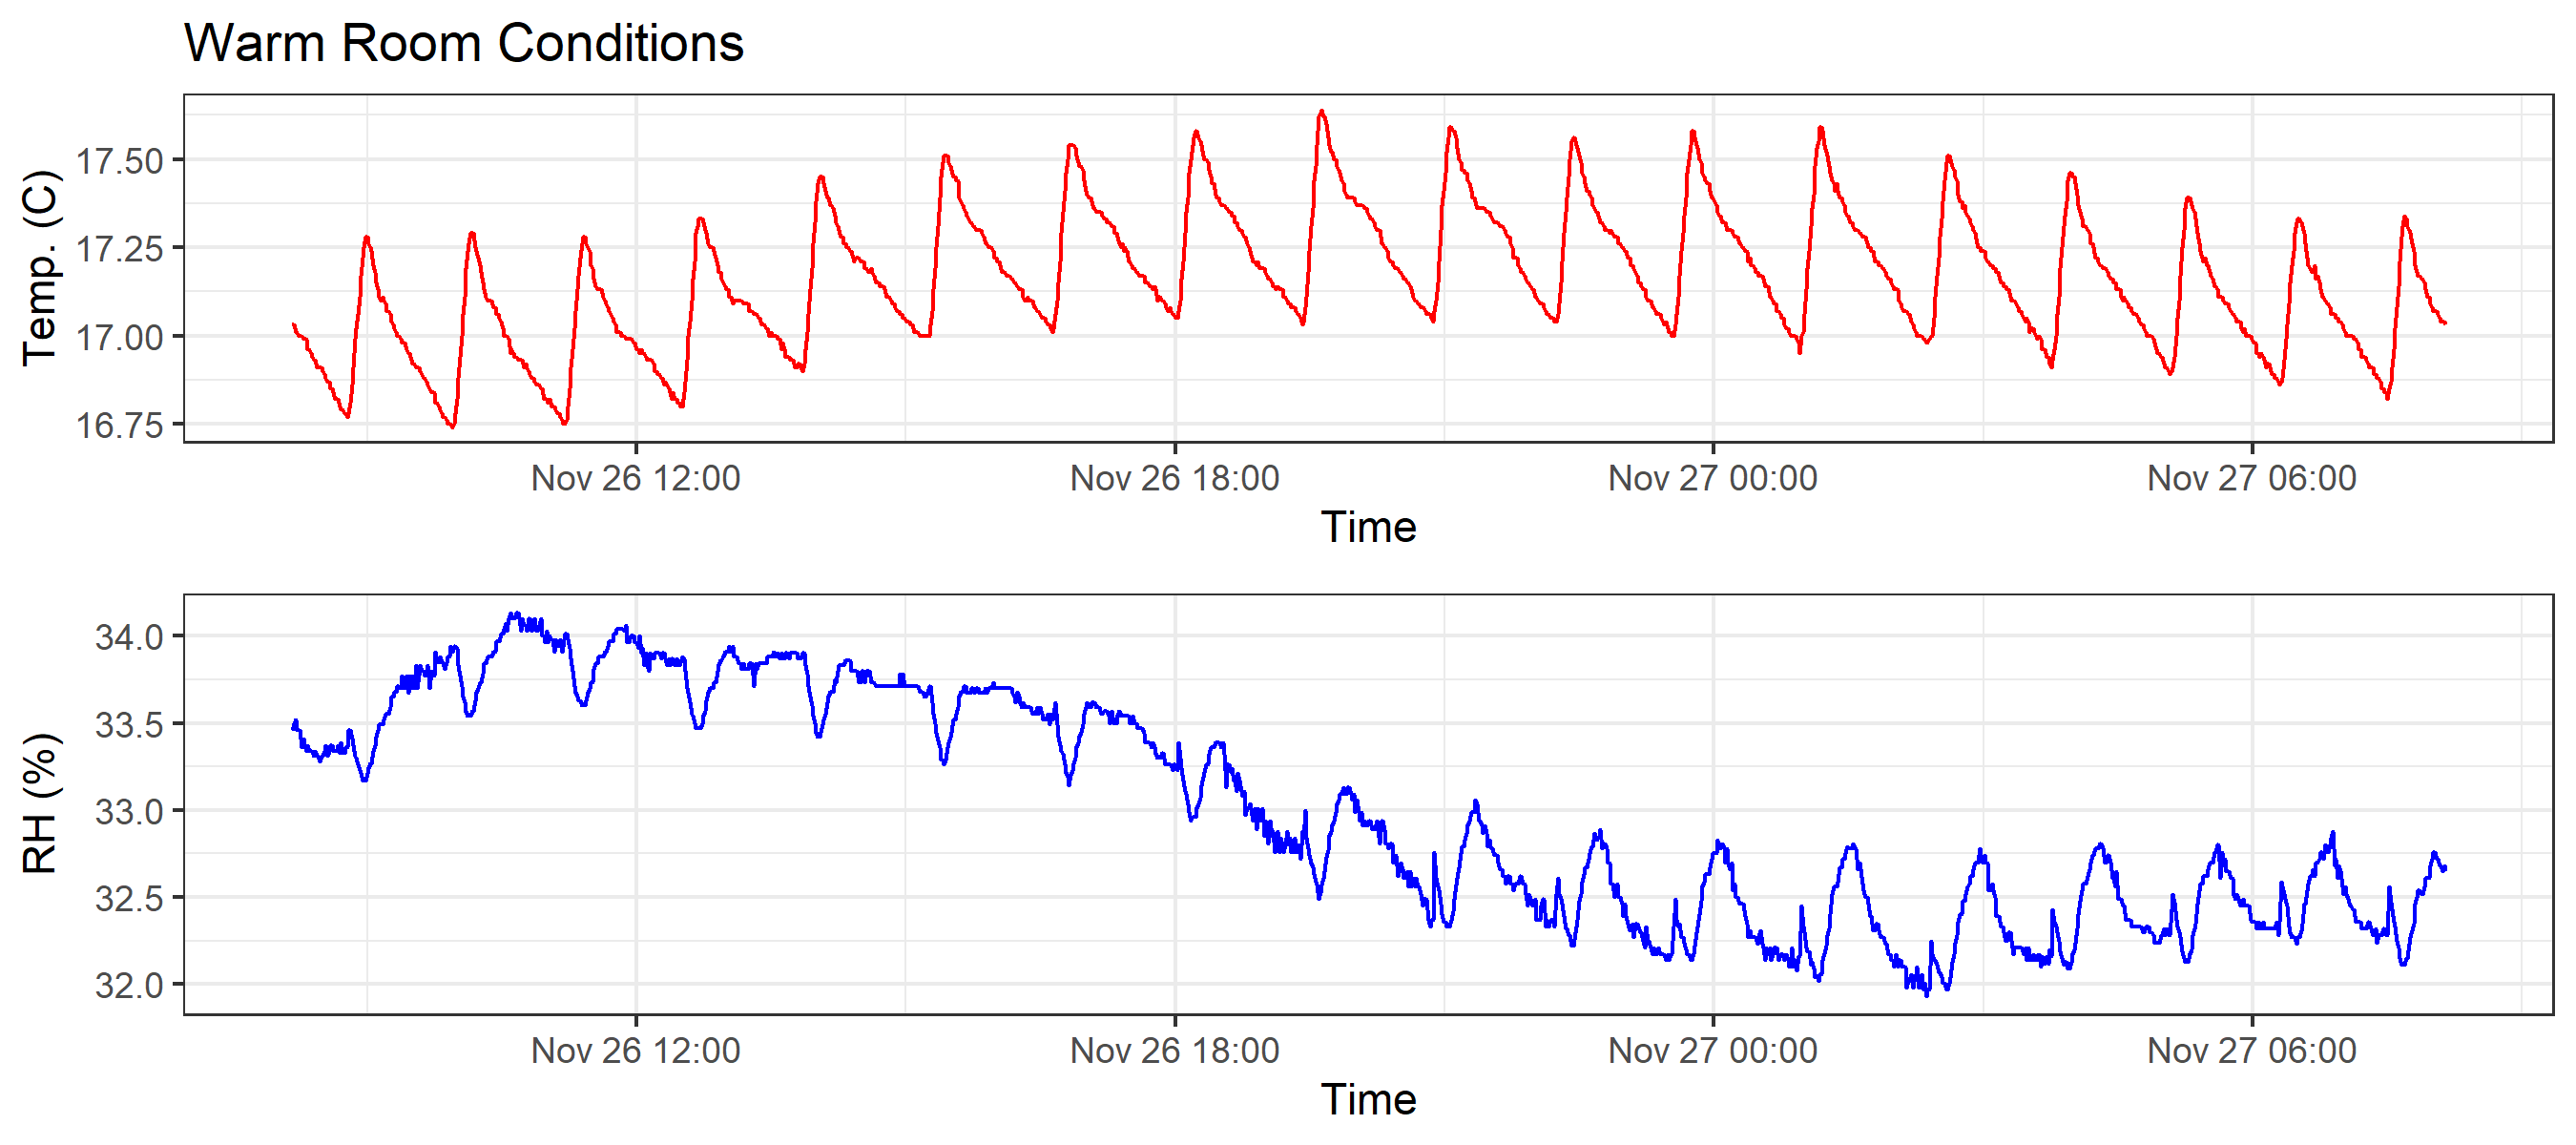 Warm Room Conditions
Temp. (C)
17.50
17.25
17.00
16.75
Nov 26 12:00 Nov 26 18:00 Nov 27 00:00 Nov 27 06:00
Time
RH (%)
34.0
33.5
33.0
32.5
32.0
Nov 26 12:00 Nov 26 18:00 Nov 27 00:00 Nov 27 06:00
Time